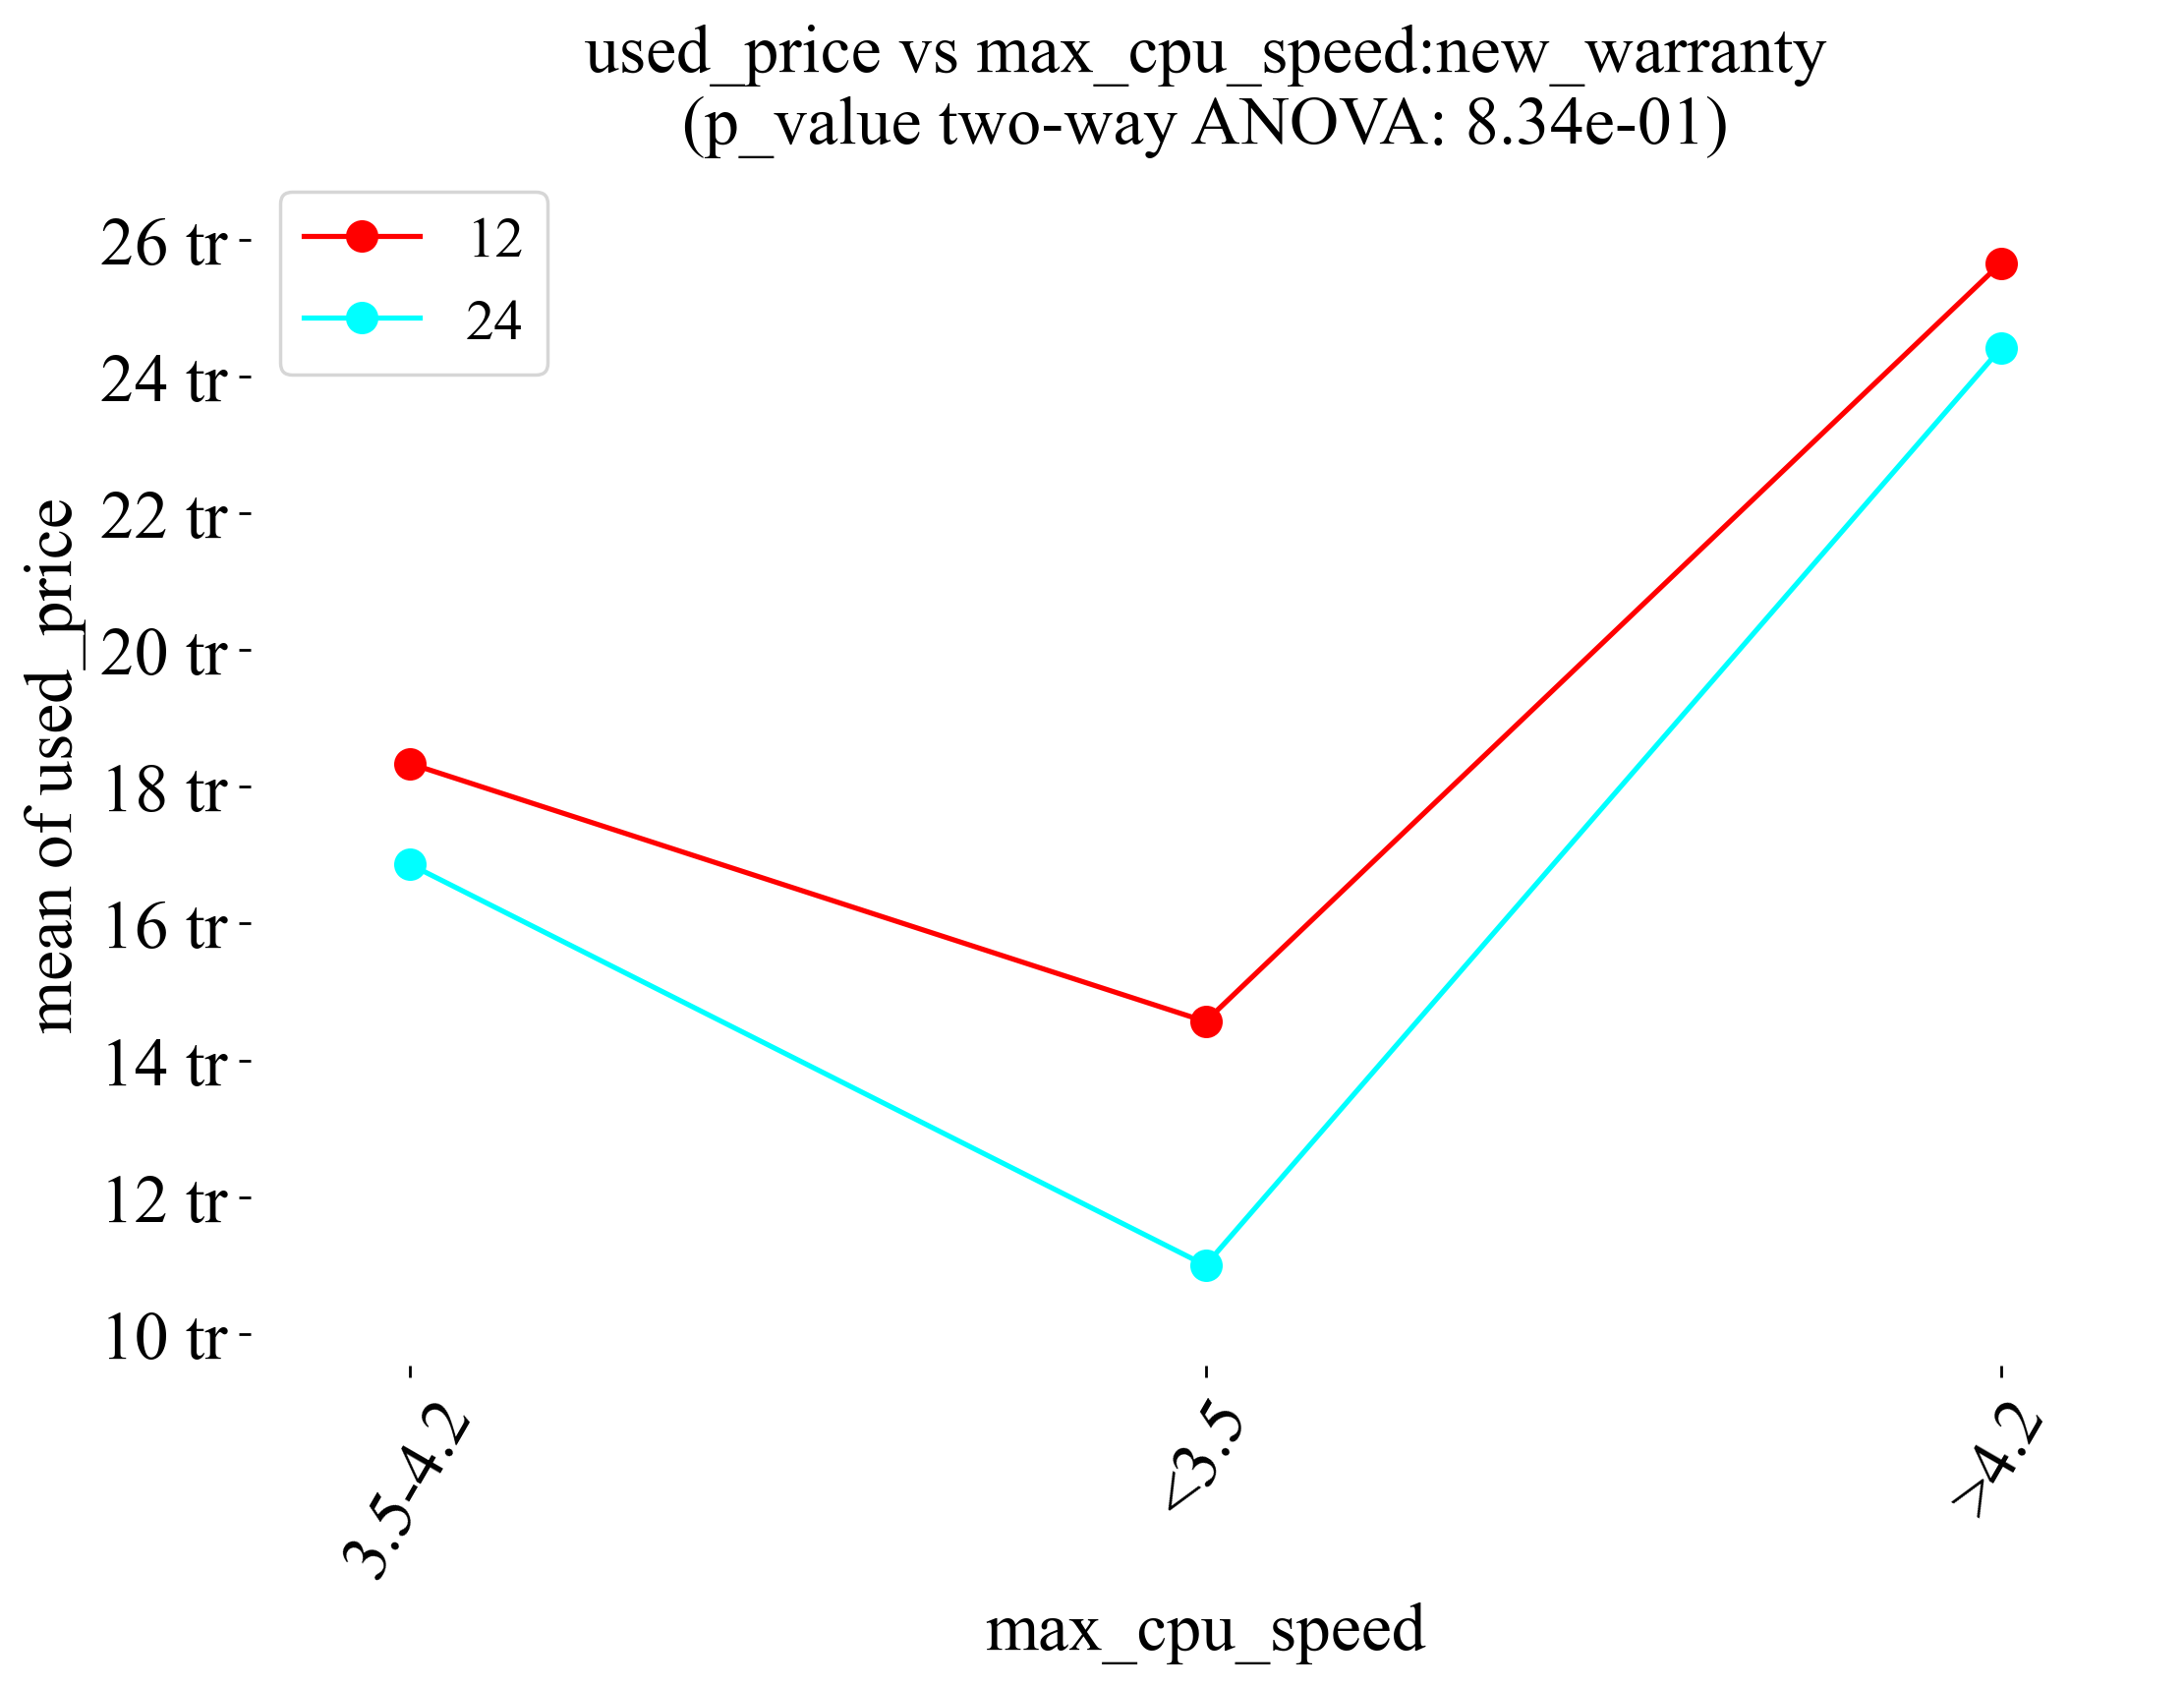 used_price vs max_cpu_speed:new_warranty
(p_value two-way ANOVA: 8.34e-01)
12
24
26 tr
24 tr
22 tr
20 tr
18 tr
16 tr
14 tr
12 tr
10 tr
mean of used_price
3.5-4.2
<3.5
>4.2
max_cpu_speed